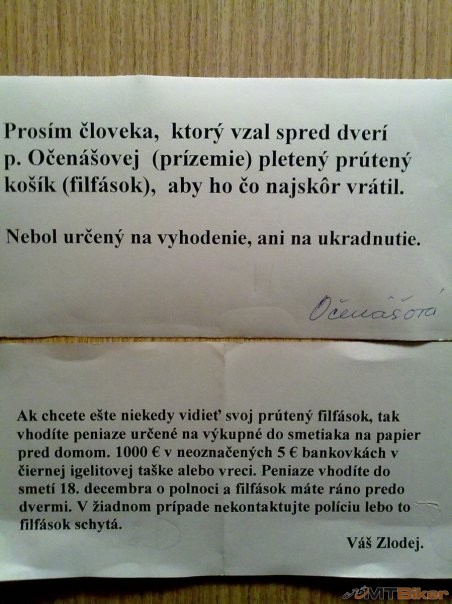 Prosím človeka, ktorý vzal spred dverí
p. Očenášovej (prízemie) pletený prútený
košík (filfások), aby ho čo najskôr vrátil.
Nebol určený na vyhodenie, ani na ukradnutie.
Očenášová
Ak chcete ešte niekedy vidieť svoj prútený filfások, tak
vhodíte peniaze určené na výkupné do smetiaka na papier
pred domom. 1000 € v neoznačených 5 € bankovkách v
čiernej igelitovej taške alebo vreci. Peniaze vhodíte do
smetí 18. decembra o polnoci a filfások máte ráno predo
dvermi. V žiadnom prípade nekontaktujte políciu lebo to
filfások schytá.
Váš Zlodej.
MTBiker